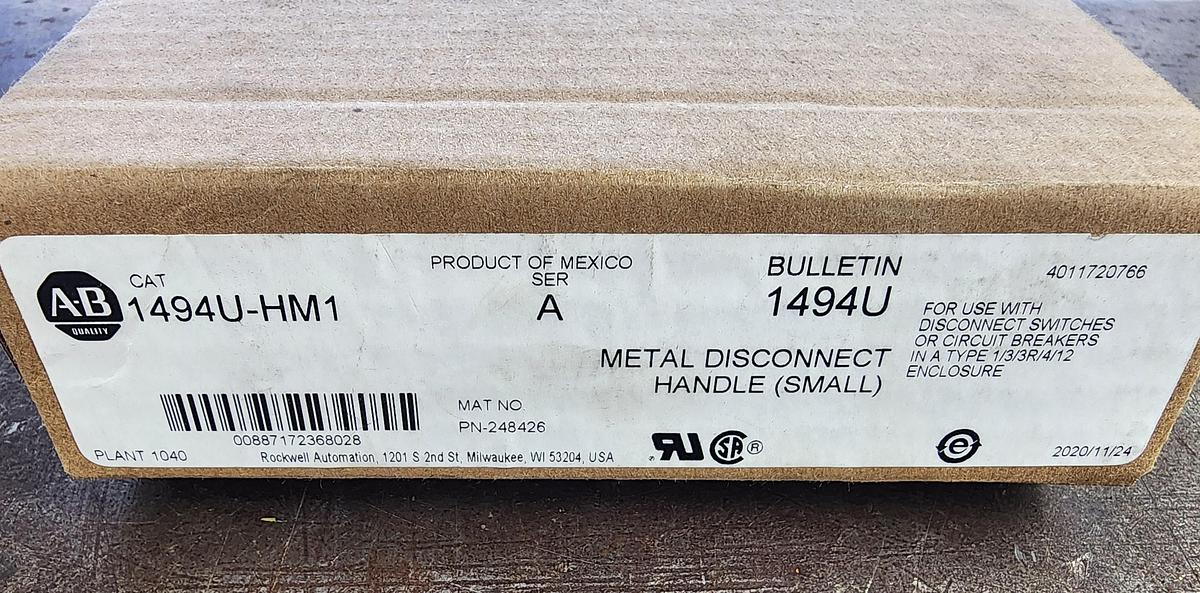 A-B
QUALITY
CAT
1494U-HM1
PRODUCT OF MEXICO
SER
A
BULLETIN
1494U
4011720766
FOR USE WITH
DISCONNECT SWITCHES
OR CIRCUIT BREAKERS
IN A TYPE 1/3/3R/4/12
ENCLOSURE
METAL DISCONNECT
HANDLE (SMALL)
00887172368028
MAT NO.
PN-248426
PLANT 1040
Rockwell Automation, 1201 S 2nd St, Milwaukee, WI 53204, USA
RU SA ®
e
2020/11/24